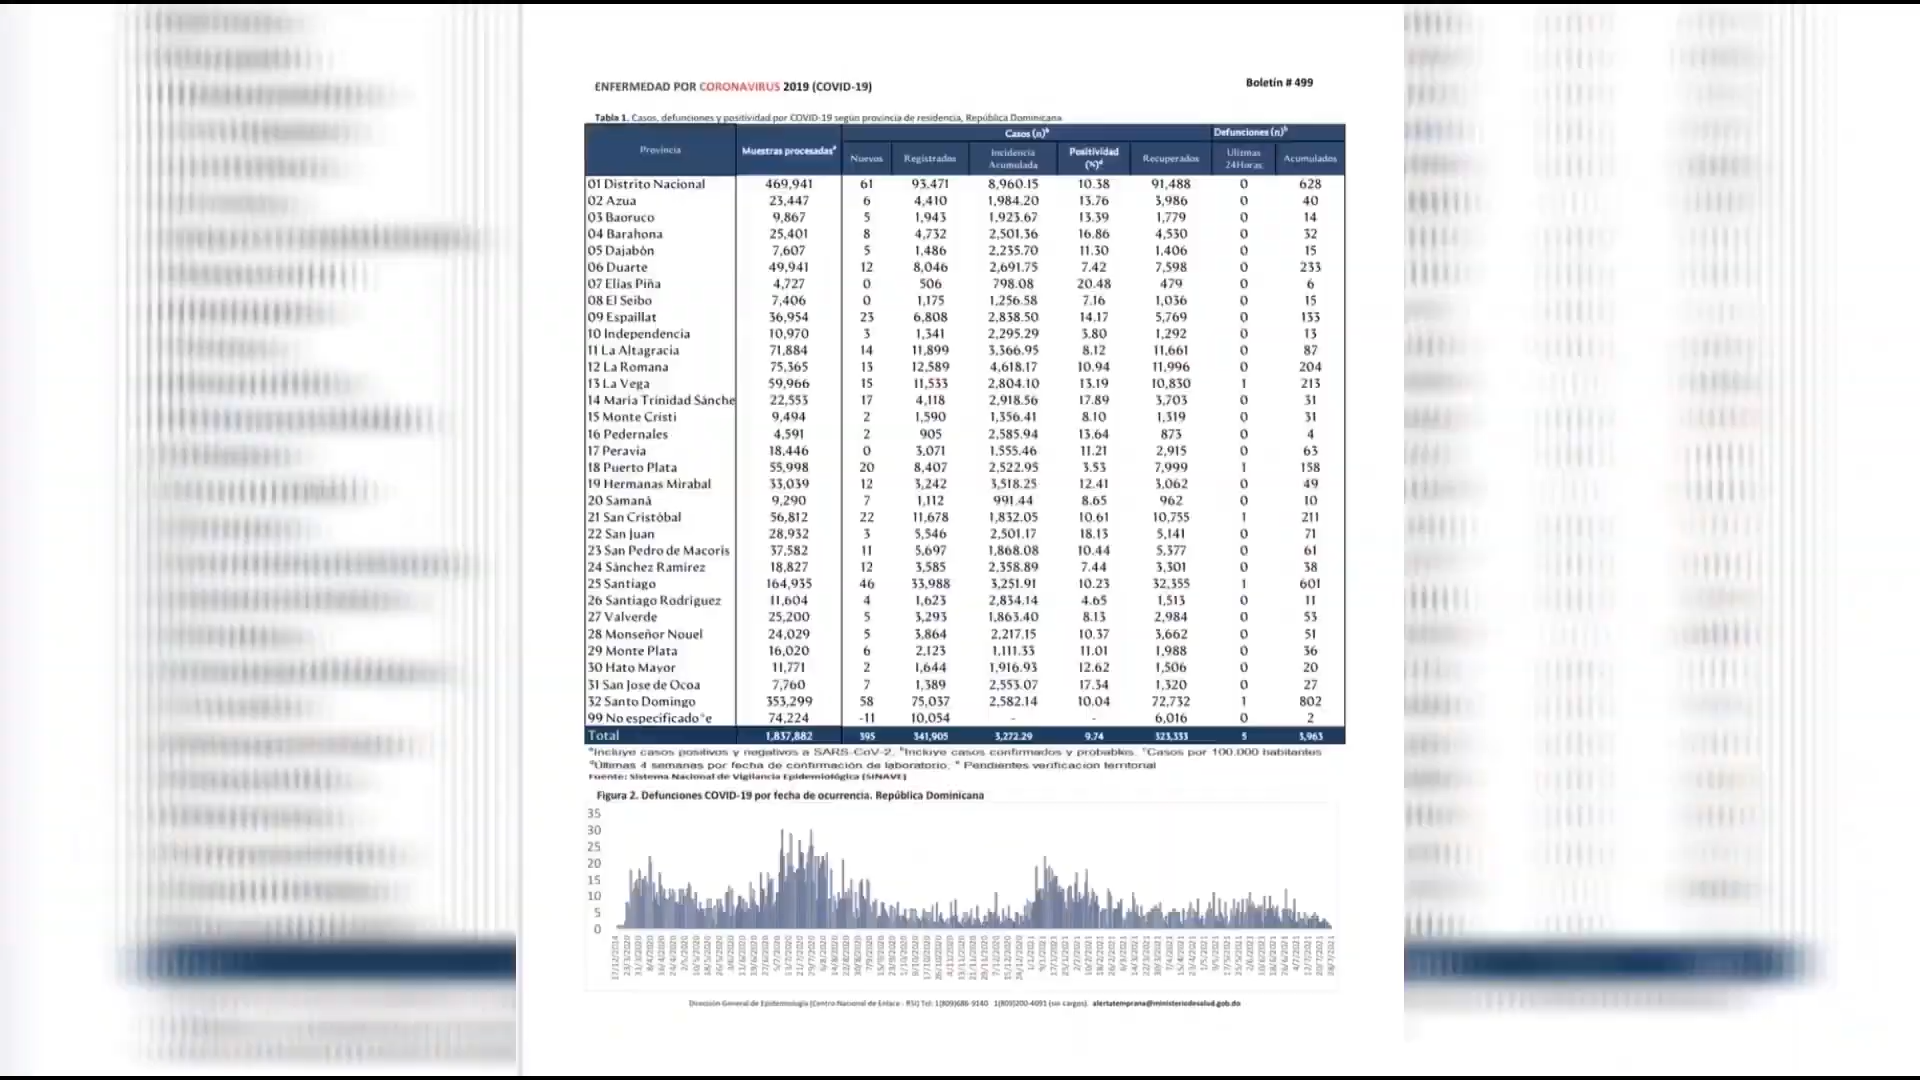 ENFERMEDAD POR CORONAVIRUS 2019 (COVID-19)
Boletín # 499
Tabla 1. Casos, defunciones y positividad por COVID-19 según provincia de residencia, República Dominicana
Casos (n)ᵇ Defunciones (n)ᵇ
Provincia Muestras procesadasª Nuevos Registrados Incidencia Acumulada Positividad (%)ᵈ Recuperados Ultimas 24Horas Acumulados
01 Distrito Nacional 469,941 61 93,471 8,960.15 10.38 91,488 0 628
02 Azua 23,447 6 4,410 1,984.20 13.76 3,986 0 40
03 Baoruco 9,867 5 1,943 1,923.67 13.39 1,779 0 14
04 Barahona 25,401 8 4,732 2,501.36 16.86 4,530 0 32
05 Dajabón 7,607 5 1,486 2,235.70 11.30 1,406 0 15
06 Duarte 49,941 12 8,046 2,691.75 7.42 7,598 0 233
07 Elías Piña 4,727 0 506 798.08 20.48 479 0 6
08 El Seibo 7,406 0 1,175 1,256.58 7.16 1,036 0 15
09 Espaillat 36,954 23 6,808 2,838.50 14.17 5,769 0 133
10 Independencia 10,970 3 1,341 2,295.29 3.80 1,292 0 13
11 La Altagracia 71,884 14 11,899 3,366.95 8.12 11,661 0 87
12 La Romana 75,365 13 12,589 4,618.17 10.94 11,996 0 204
13 La Vega 59,966 15 11,533 2,804.10 13.19 10,830 1 213
14 María Trinidad Sánche 22,553 17 4,118 2,918.56 17.89 3,703 0 31
15 Monte Cristi 9,494 2 1,590 1,356.41 8.10 1,319 0 31
16 Pedernales 4,591 2 905 2,585.94 13.64 873 0 4
17 Peravia 18,446 0 3,071 1,555.46 11.21 2,915 0 63
18 Puerto Plata 55,998 20 8,407 2,522.95 3.53 7,999 1 158
19 Hermanas Mirabal 33,039 12 3,242 3,518.25 12.41 3,062 0 49
20 Samaná 9,290 7 1,112 991.44 8.65 962 0 10
21 San Cristóbal 56,812 22 11,678 1,832.05 10.61 10,755 1 211
22 San Juan 28,932 3 5,546 2,501.17 18.13 5,141 0 71
23 San Pedro de Macorís 37,582 11 5,697 1,868.08 10.44 5,377 0 61
24 Sánchez Ramírez 18,827 12 3,585 2,358.89 7.44 3,301 0 38
25 Santiago 164,935 46 33,988 3,251.91 10.23 32,355 1 601
26 Santiago Rodríguez 11,604 4 1,623 2,834.14 4.65 1,513 0 11
27 Valverde 25,200 5 3,293 1,863.40 8.13 2,984 0 53
28 Monseñor Nouel 24,029 5 3,864 2,217.15 10.37 3,662 0 51
29 Monte Plata 16,020 6 2,123 1,111.33 11.01 1,988 0 36
30 Hato Mayor 11,771 2 1,644 1,916.93 12.62 1,506 0 20
31 San Jose de Ocoa 7,760 7 1,389 2,553.07 17.34 1,320 0 27
32 Santo Domingo 353,299 58 75,037 2,582.14 10.04 72,732 1 802
99 No especificado°e 74,224 -11 10,054 - - 6,016 0 2
Total 1,837,882 395 341,905 3,272.29 9.74 323,333 5 3,963
ªIncluye casos positivos y negativos a SARS-CoV-2, ᵇIncluye casos confirmados y probables, ᶜCasos por 100.000 habitantes
ᵈÚltimas 4 semanas por fecha de confirmación de laboratorio, ᵉ Pendientes verificacion territorial
Fuente: Sistema Nacional de Vigilancia Epidemiológica (SINAVE)
Figura 2. Defunciones COVID-19 por fecha de ocurrencia. República Dominicana
35
30
25
20
15
10
5
0
Dirección General de Epidemiología (Centro Nacional de Enlace - RSI) Tel: 1(809)686-9140 1(809)200-4091 (sin cargos). alertatemprana@ministeriodesalud.gob.do